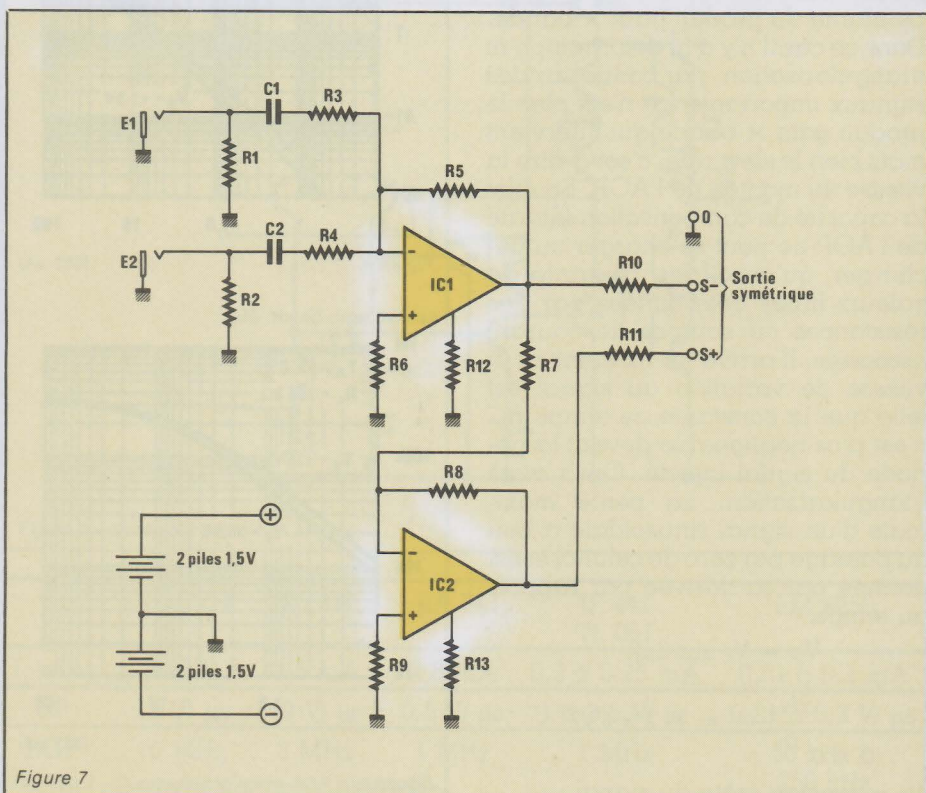 C1
R3
E1
R1
R5
C2
R4
E2
R2
-
+
IC1
R6
R12
R7
R10
R11
0
S-
S+
Sortie
symétrique
R8
-
+
IC2
R9
R13
+
2 piles 1,5V
2 piles 1,5V
-
Figure 7